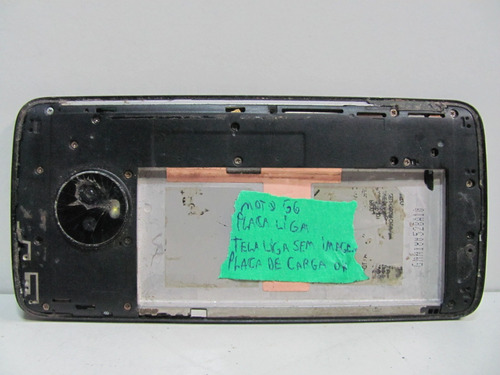 MOTO G6
PLACA LIGA
TELA LIGA SEM IMAGEM
PLACA DE CARGA OK